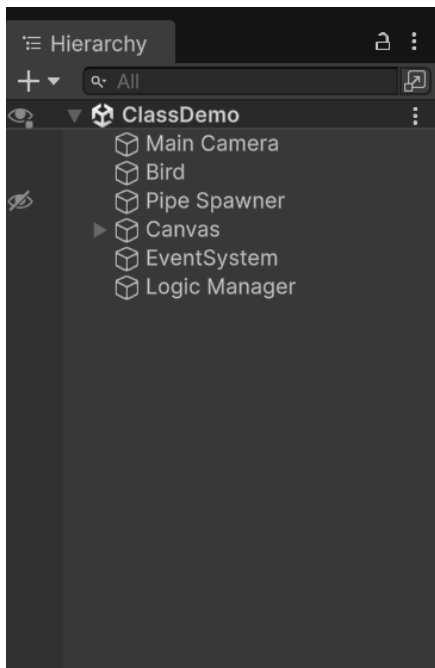 Hierarchy
All
ClassDemo
Main Camera
Bird
Pipe Spawner
Canvas
EventSystem
Logic Manager